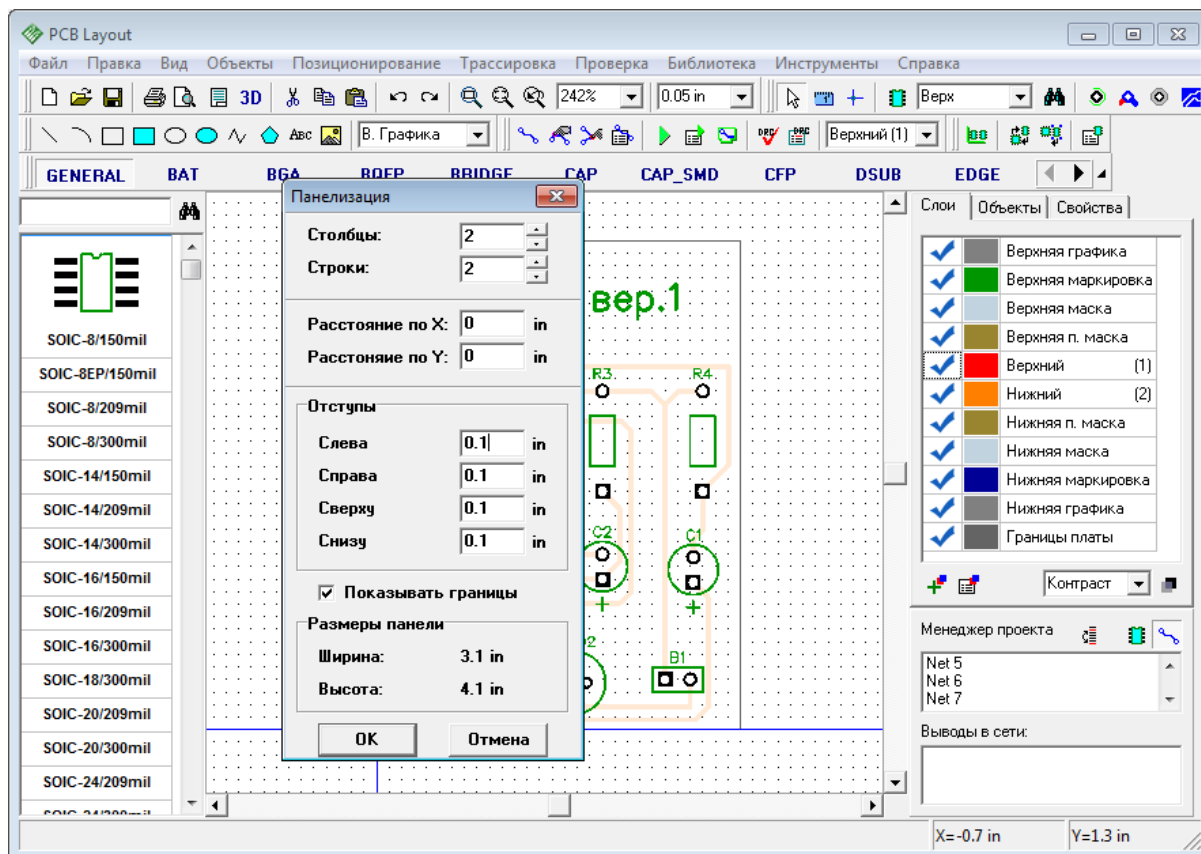 PCB Layout
Файл Правка Вид Объекты Позиционирование Трассировка Проверка Библиотека Инструменты Справка
3D 242% 0.05 in Верх
ABC В. Графика DRC DRC Верхний (1)
GENERAL BAT BGA BQFP BRIDGE CAP CAP_SMD CFP DSUB EDGE
SOIC-8/150mil
SOIC-8EP/150mil
SOIC-8/209mil
SOIC-8/300mil
SOIC-14/150mil
SOIC-14/209mil
SOIC-14/300mil
SOIC-16/150mil
SOIC-16/209mil
SOIC-16/300mil
SOIC-18/300mil
SOIC-20/209mil
SOIC-20/300mil
SOIC-24/209mil
Панелизация
Столбцы: 2
Строки: 2
Расстояние по X: 0 in
Расстоняие по Y: 0 in
Отступы
Слева 0.1 in
Справа 0.1 in
Сверху 0.1 in
Снизу 0.1 in
Показывать границы
Размеры панели
Ширина: 3.1 in
Высота: 4.1 in
OK Отмена
вер.1
R3 R4
C2 C1
+ +
2 B1
Слои Объекты Свойства
Верхняя графика
Верхняя маркировка
Верхняя маска
Верхняя п. маска
Верхний (1)
Нижний (2)
Нижняя п. маска
Нижняя маска
Нижняя маркировка
Нижняя графика
Границы платы
Контраст
Менеджер проекта
Net 5
Net 6
Net 7
Выводы в сети:
X=-0.7 in Y=1.3 in